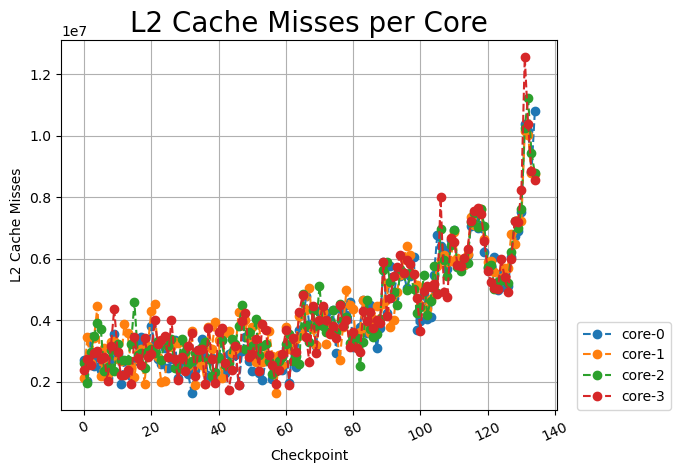 L2 Cache Misses per Core
1e7
1.2
1.0
0.8
0.6
0.4
0.2
L2 Cache Misses
0 20 40 60 80 100 120 140
Checkpoint
core-0
core-1
core-2
core-3